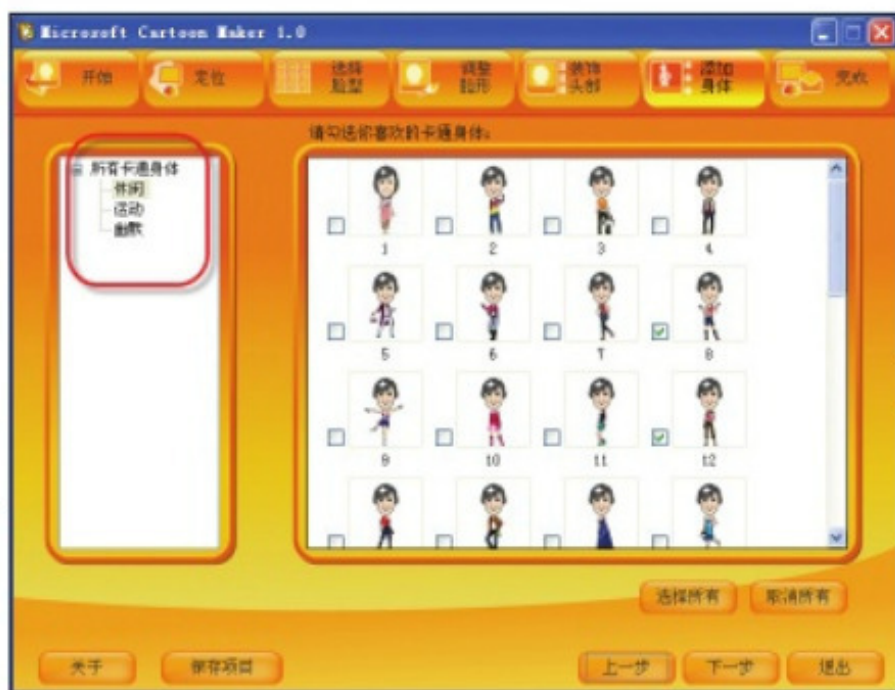 Microsoft Cartoon Maker 1.0
开始
定位
选择
脸型
调整
脸形
装饰
头部
添加
身体
完成
请勾选你喜欢的卡通身体:
所有卡通身体
休闲
活动
幽默
1
2
3
4
5
6
7
8
9
10
11
12
选择所有
取消所有
关于
保存项目
上一步
下一步
退出